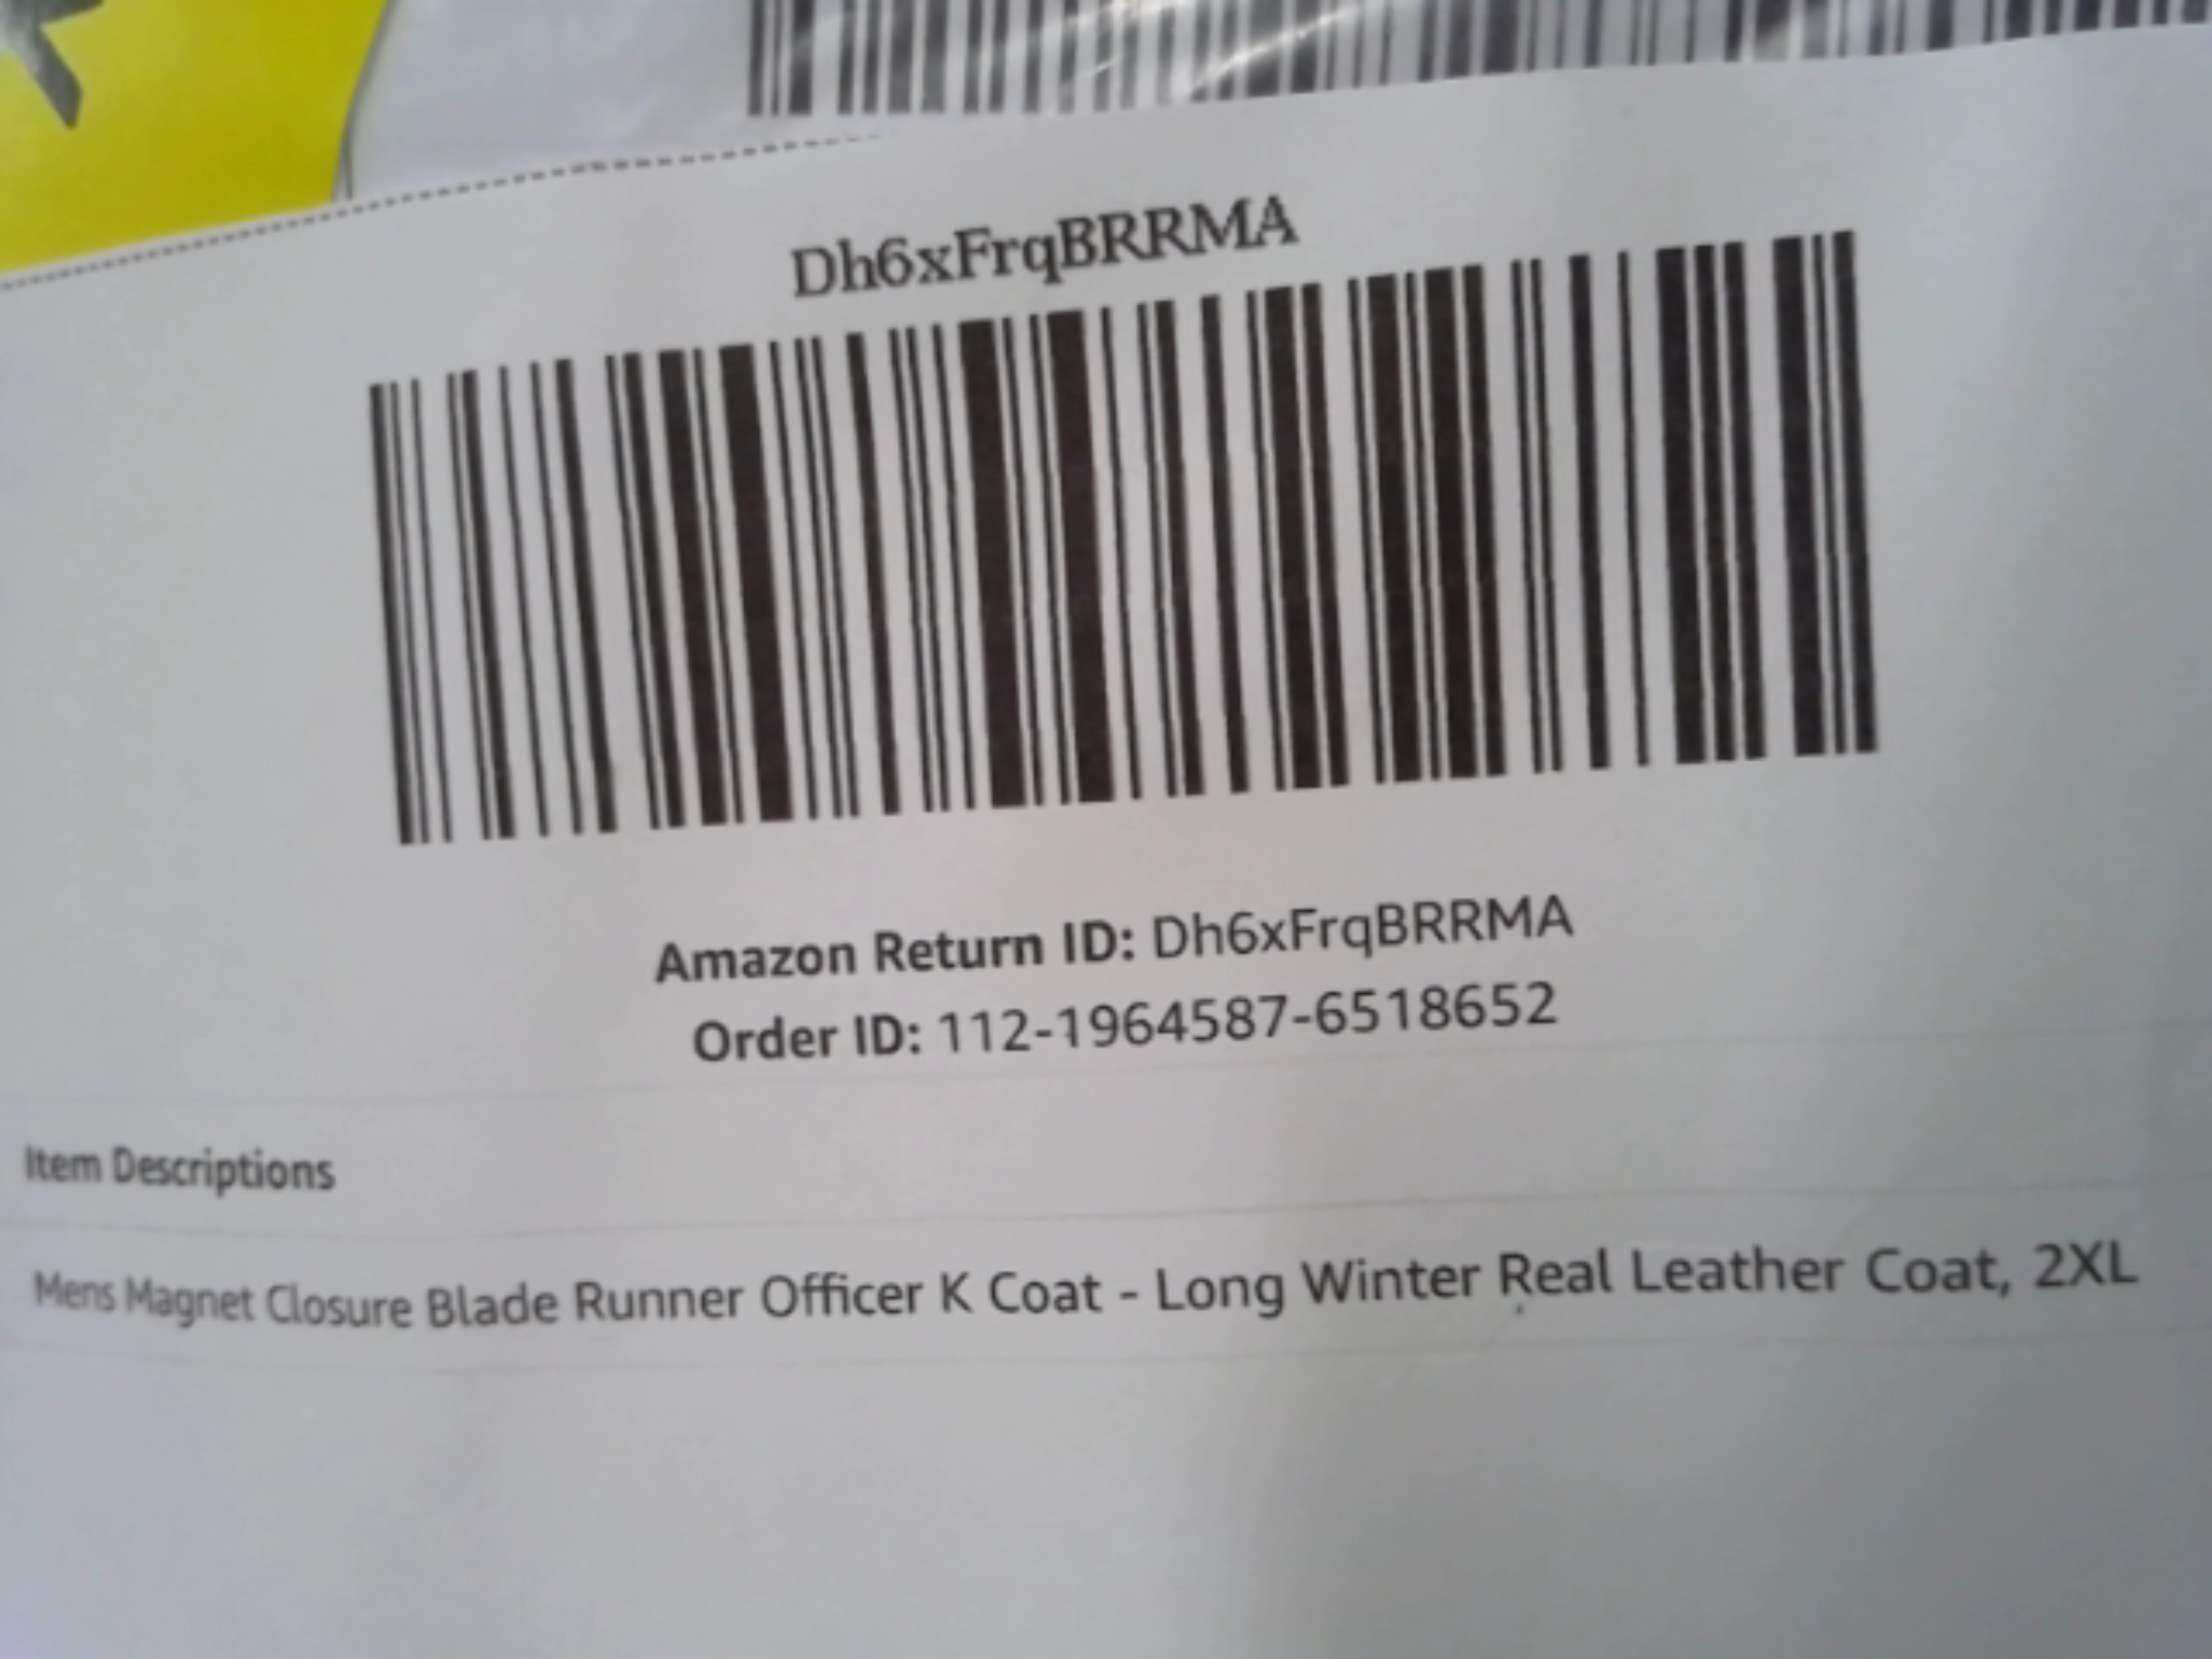 Dh6xFrqBRRMA
Amazon Return ID: Dh6xFrqBRRMA
Order ID: 112-1964587-6518652
Item Descriptions
Mens Magnet Closure Blade Runner Officer K Coat - Long Winter Real Leather Coat, 2XL